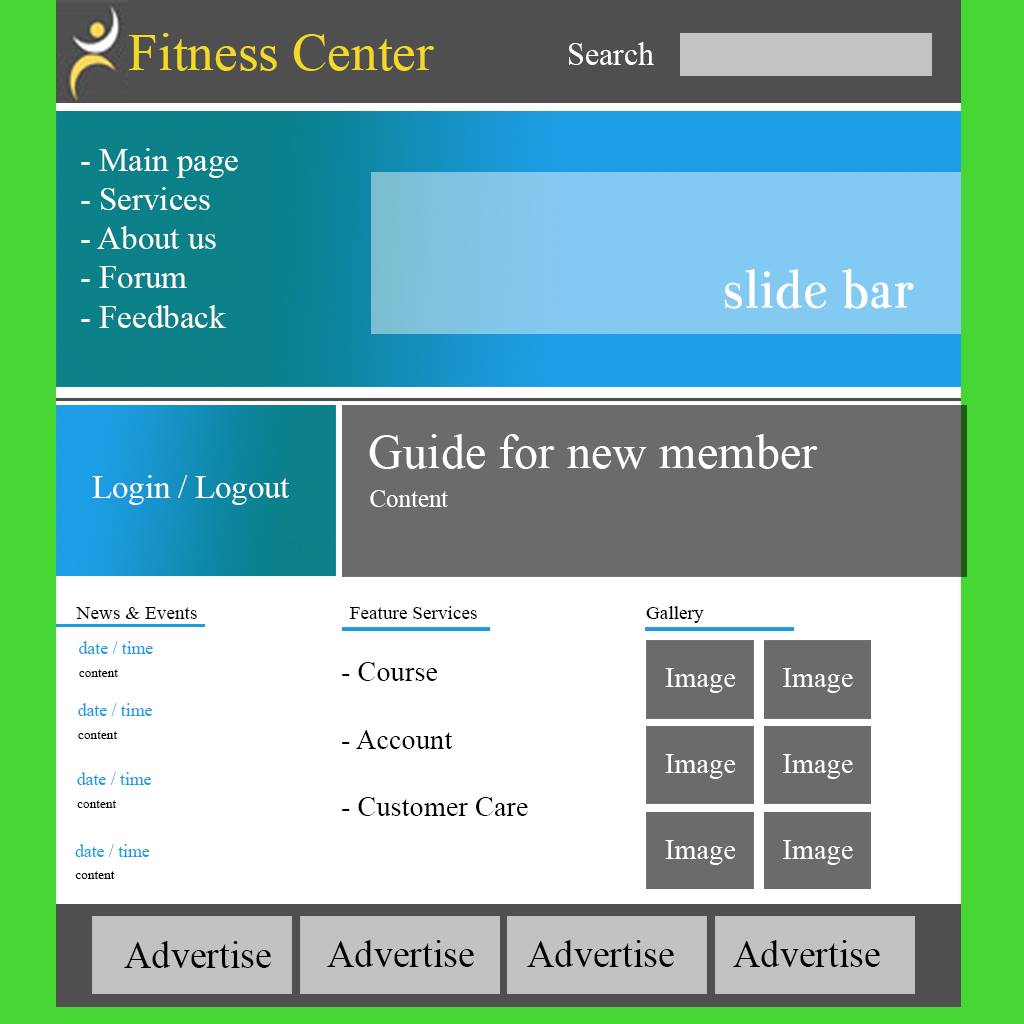 Fitness Center
Search
- Main page
- Services
- About us
- Forum
- Feedback
slide bar
Login / Logout
Guide for new member
Content
News & Events
date / time
content
date / time
content
date / time
content
date / time
content
Feature Services
- Course
- Account
- Customer Care
Gallery
Image Image
Image Image
Image Image
Advertise Advertise Advertise Advertise